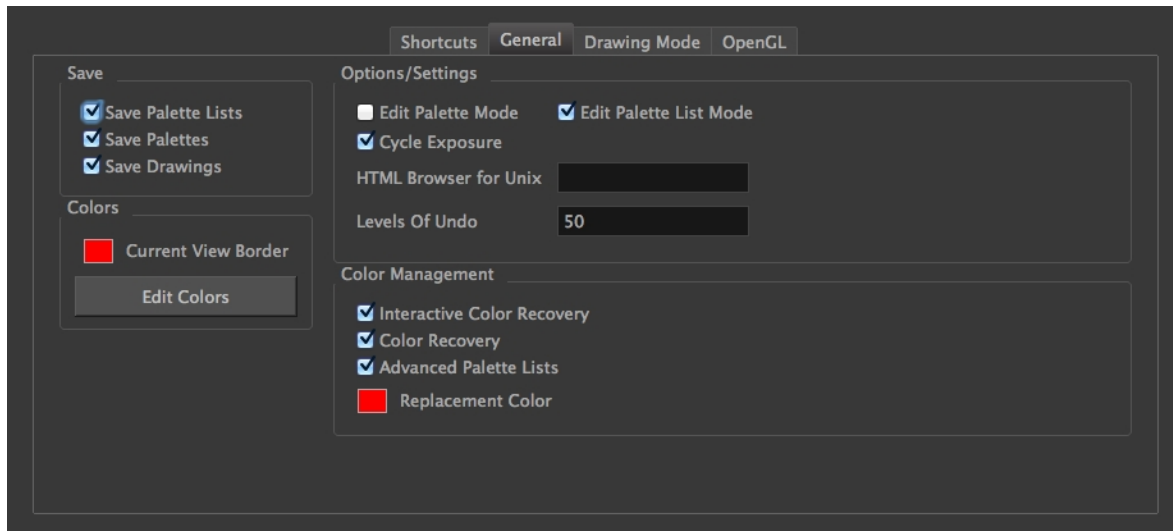 Shortcuts General Drawing Mode OpenGL
Save
Save Palette Lists
Save Palettes
Save Drawings
Colors
Current View Border
Edit Colors
Options/Settings
Edit Palette Mode Edit Palette List Mode
Cycle Exposure
HTML Browser for Unix
Levels Of Undo 50
Color Management
Interactive Color Recovery
Color Recovery
Advanced Palette Lists
Replacement Color